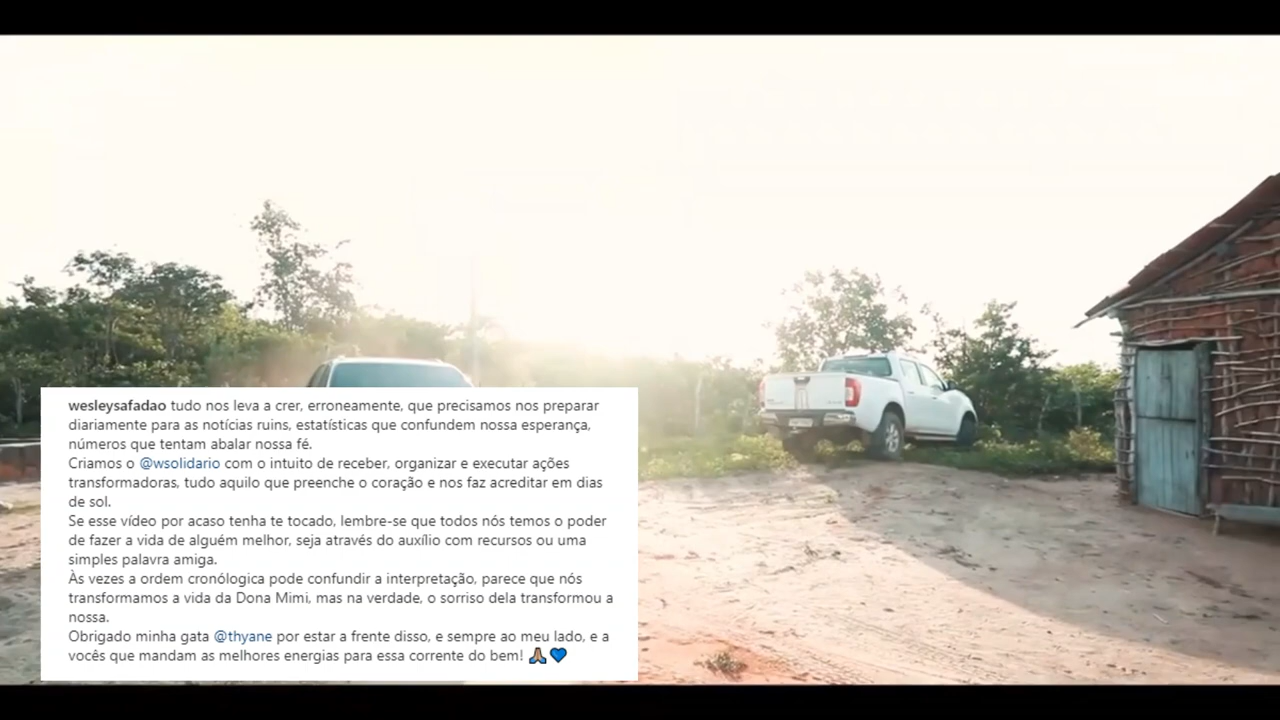 wesleysafadao tudo nos leva a crer, erroneamente, que precisamos nos preparar
diariamente para as notícias ruins, estatísticas que confundem nossa esperança,
números que tentam abalar nossa fé.
Criamos o @wsolidario com o intuito de receber, organizar e executar ações
transformadoras, tudo aquilo que preenche o coração e nos faz acreditar em dias
de sol.
Se esse vídeo por acaso tenha te tocado, lembre-se que todos nós temos o poder
de fazer a vida de alguém melhor, seja através do auxílio com recursos ou uma
simples palavra amiga.
Às vezes a ordem cronólogica pode confundir a interpretação, parece que nós
transformamos a vida da Dona Mimi, mas na verdade, o sorriso dela transformou a
nossa.
Obrigado minha gata @thyane por estar a frente disso, e sempre ao meu lado, e a
vocês que mandam as melhores energias para essa corrente do bem! 🙏🏽💙